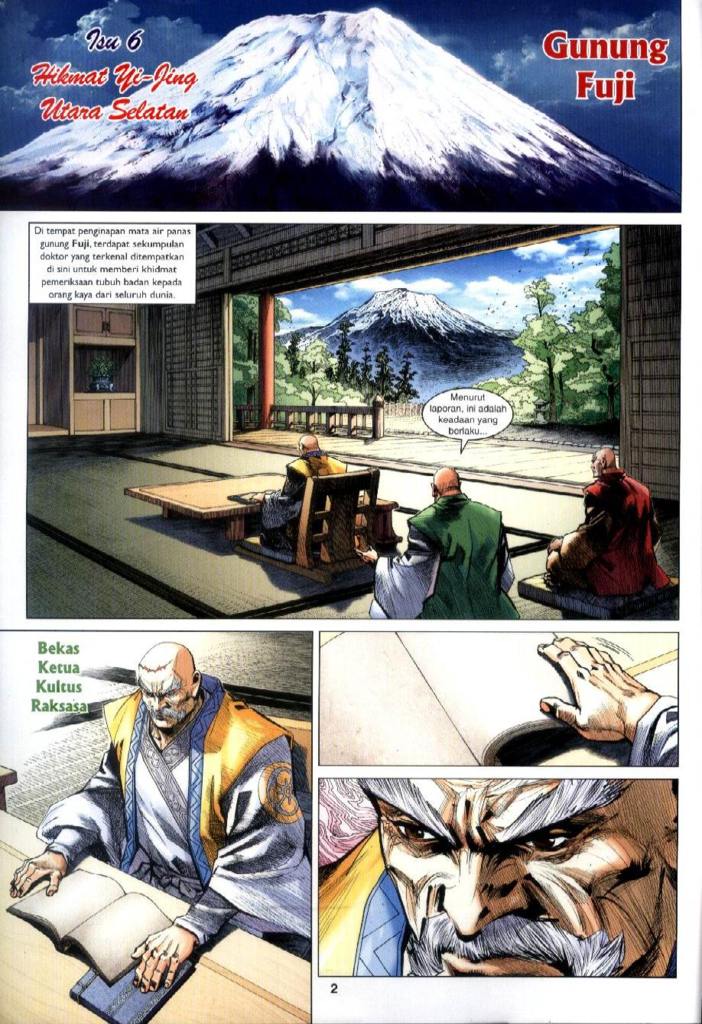 Isu 6
Hikmat Yi-Jing
Utara Selatan
Gunung
Fuji
Di tempat penginapan mata air panas
gunung Fuji, terdapat sekumpulan
doktor yang terkenal ditempatkan
di sini untuk memberi khidmat
pemeriksaan tubuh badan kepada
orang kaya dari seluruh dunia.
Menurut
laporan, ini adalah
keadaan yang
borlaku...
Bekas
Ketua
Kultus
Raksasa
2